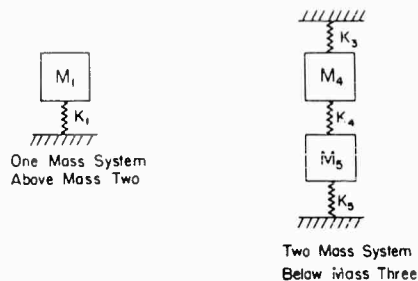 M₁
K₁
One Mass System
Above Mass Two
K₃
M₄
K₄
M₅
K₅
Two Mass System
Below Mass Three